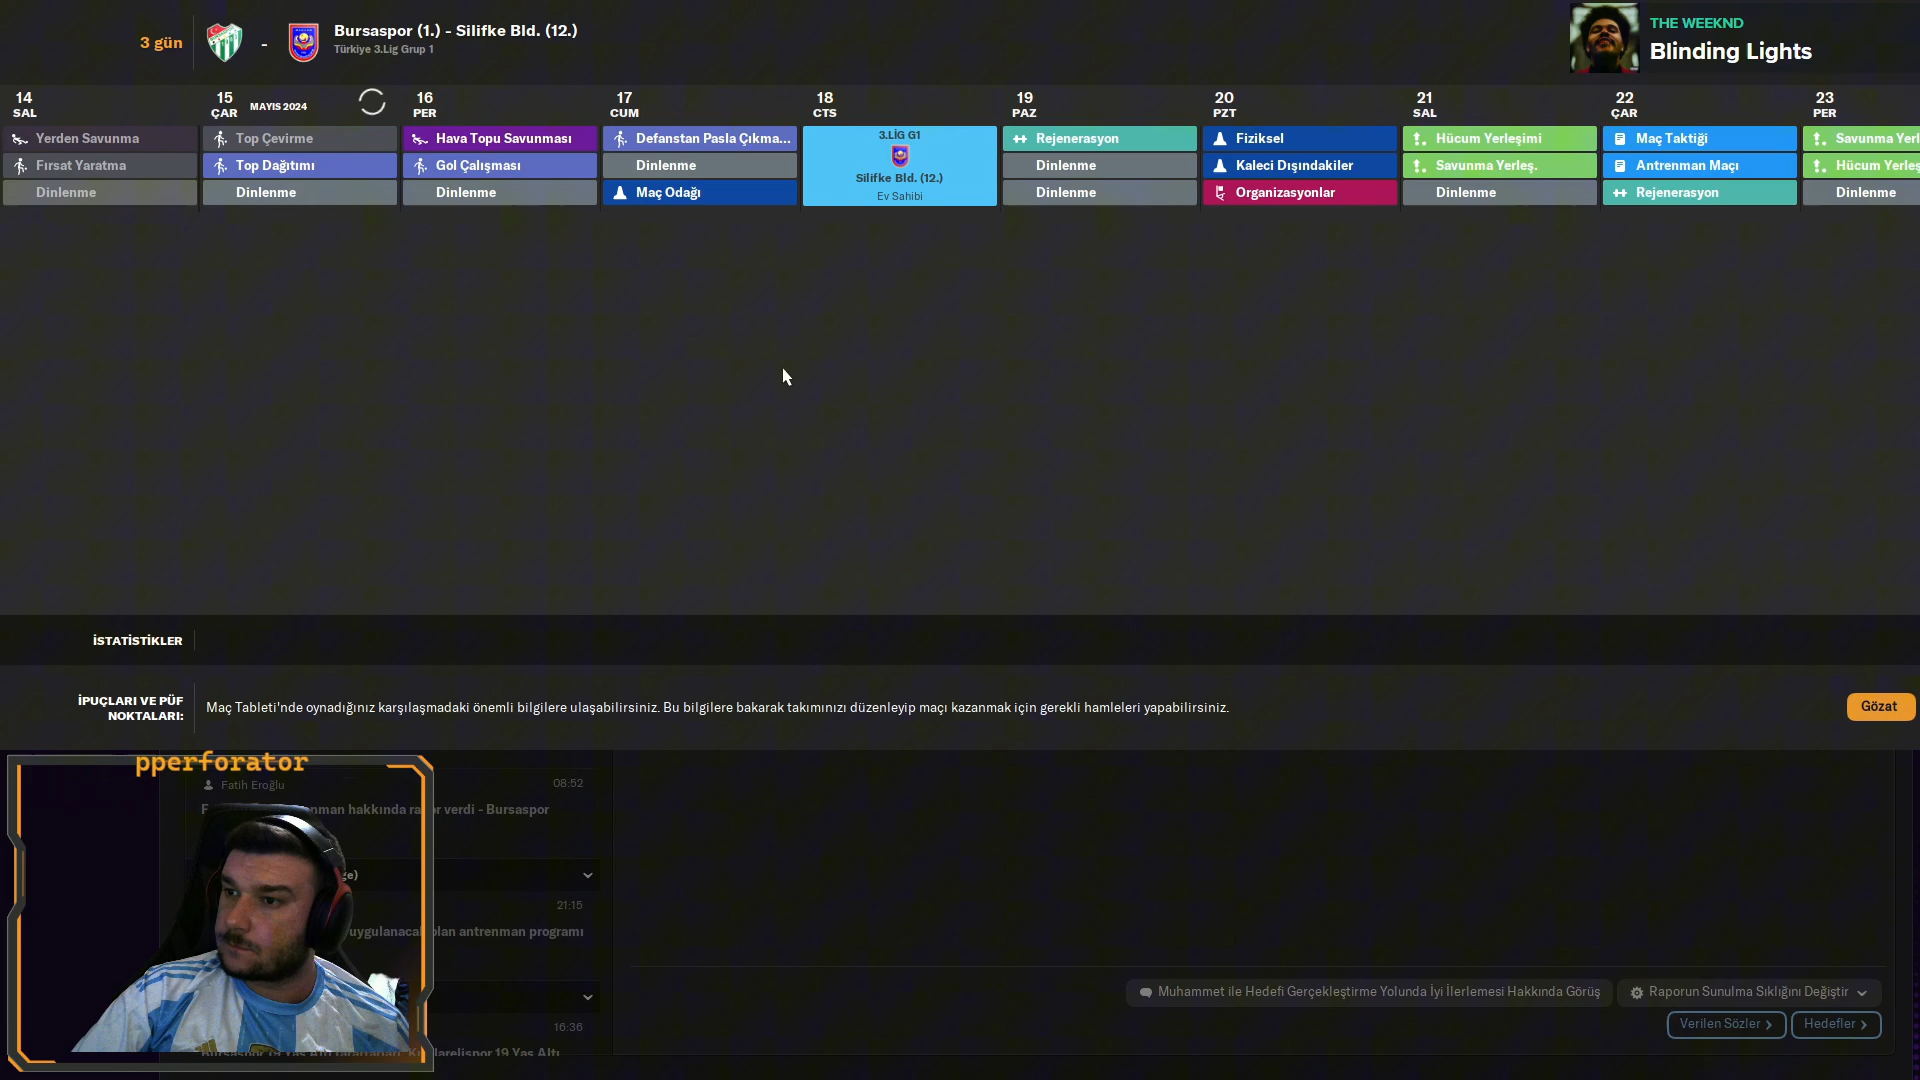 3 gün
-
Bursaspor (1.) - Silifke Bld. (12.)
Türkiye 3.Lig Grup 1
THE WEEKND
Blinding Lights
14
SAL
15
ÇAR
MAYIS 2024
16
PER
17
CUM
18
CTS
19
PAZ
20
PZT
21
SAL
22
ÇAR
23
PER
Yerden Savunma
Fırsat Yaratma
Dinlenme
Top Çevirme
Top Dağıtımı
Dinlenme
Hava Topu Savunması
Gol Çalışması
Dinlenme
Defanstan Pasla Çıkma...
Dinlenme
Maç Odağı
3.LİG G1
Silifke Bld. (12.)
Ev Sahibi
Rejenerasyon
Dinlenme
Dinlenme
Fiziksel
Kaleci Dışındakiler
Organizasyonlar
Hücum Yerleşimi
Savunma Yerleş.
Dinlenme
Maç Taktiği
Antrenman Maçı
Rejenerasyon
Savunma Yerl
Hücum Yerleş
Dinlenme
İSTATİSTİKLER
İPUÇLARI VE PÜF
NOKTALARI:
Maç Tableti'nde oynadığınız karşılaşmadaki önemli bilgilere ulaşabilirsiniz. Bu bilgilere bakarak takımınızı düzenleyip maçı kazanmak için gerekli hamleleri yapabilirsiniz.
Gözat
pperforator
Fatih Eroğlu
08:52
hakkında verdi - Bursaspor
21:15
antrenman programı
16:36
Muhammet ile Hedefi Gerçekleştirme Yolunda İyi İlerlemesi Hakkında Görüş
Raporun Sunulma Sıklığını Değiştir
Verilen Sözler
Hedefler